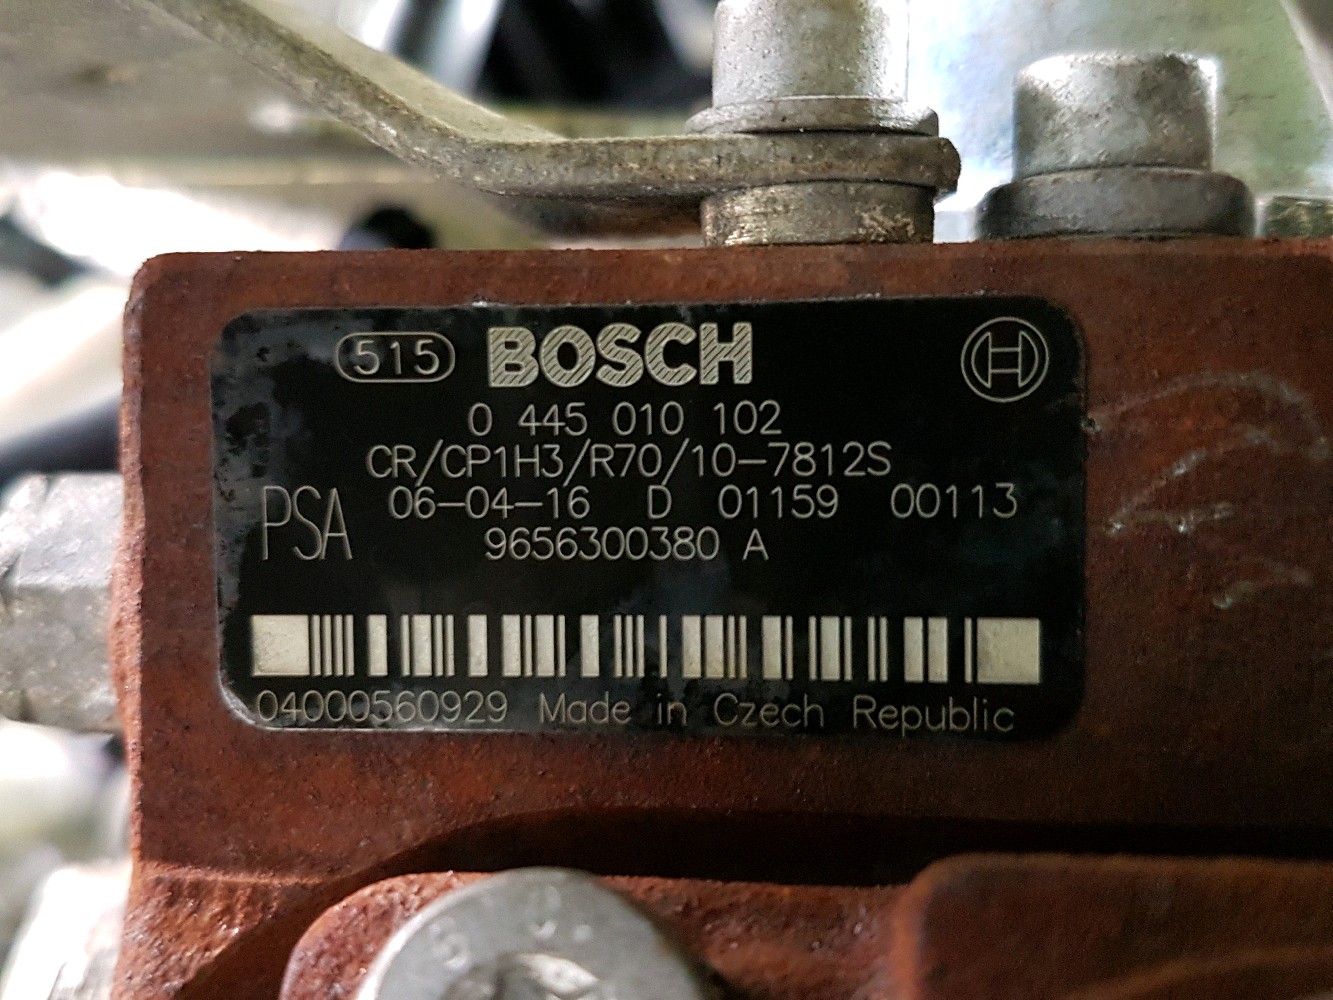 515 BOSCH
0 445 010 102
CR/CP1H3/R70/10-7812S
PSA 06-04-16 D 01159 00113
9656300380 A
04000560929 Made in Czech Republic